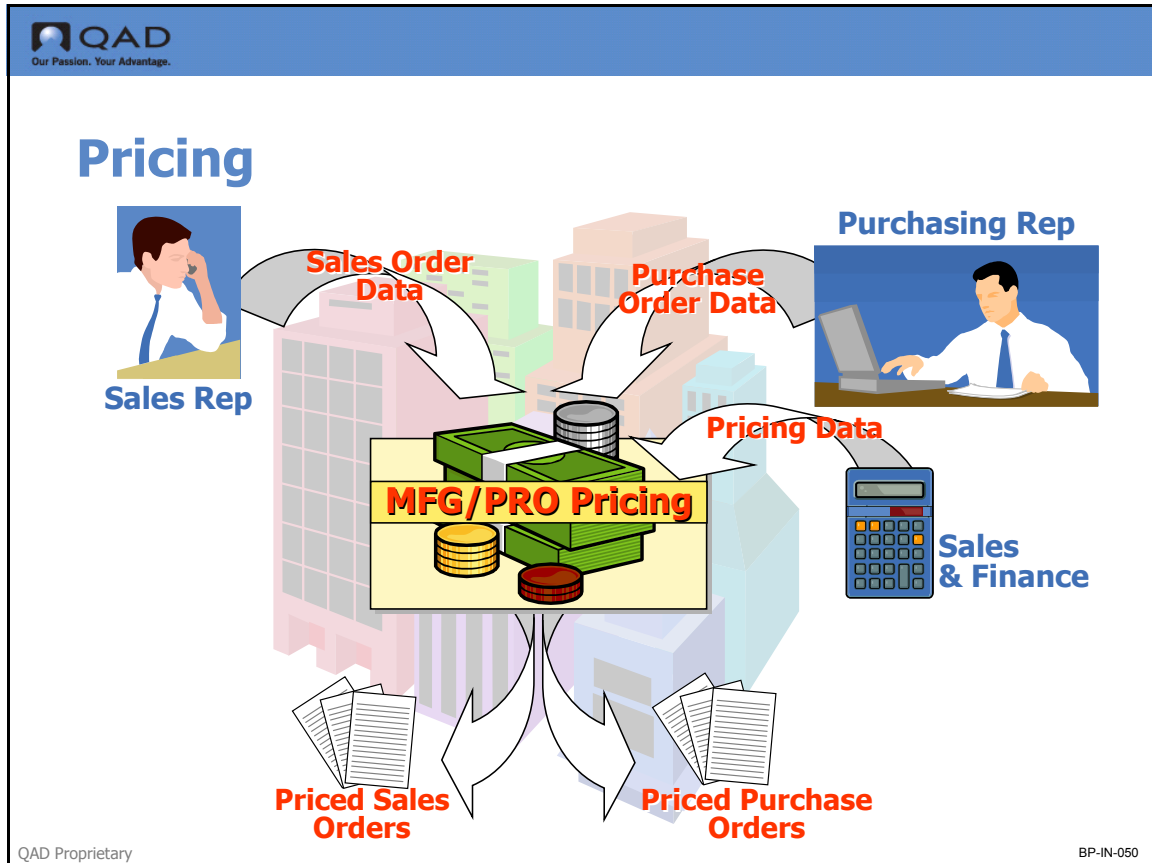 QAD
Our Passion. Your Advantage.
Pricing
Purchasing Rep
Sales Order
Data
Purchase
Order Data
Sales Rep
Pricing Data
MFG/PRO Pricing
Sales
& Finance
Priced Sales
Orders
Priced Purchase
Orders
QAD Proprietary
BP-IN-050